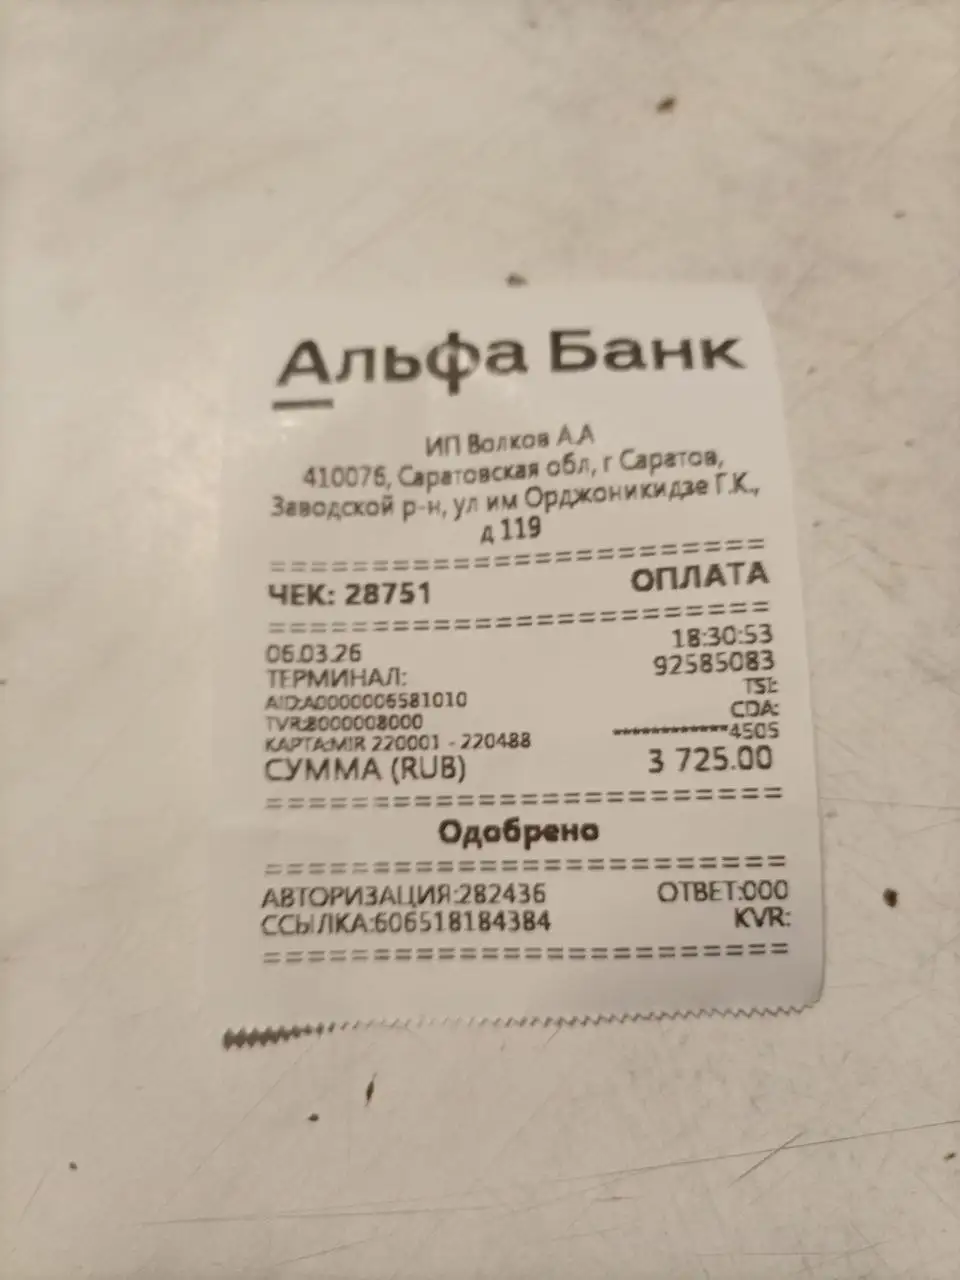 Альфа Банк
ИП Волков А.А
410076, Саратовская обл, г Саратов,
Заводской р-н, ул им Орджоникидзе Г.К.,
д 119
========================
ЧЕК: 28751 ОПЛАТА
========================
06.03.26 18:30:53
ТЕРМИНАЛ: 92585083
AID:A0000006581010 TSI:
TVR:8000008000 CDA:
КАРТА:MIR 220001 - 220488 ************4505
СУММА (RUB) 3 725.00
========================
Одобрено
========================
АВТОРИЗАЦИЯ:282436 ОТВЕТ:000
ССЫЛКА:606518184384 KVR:
========================